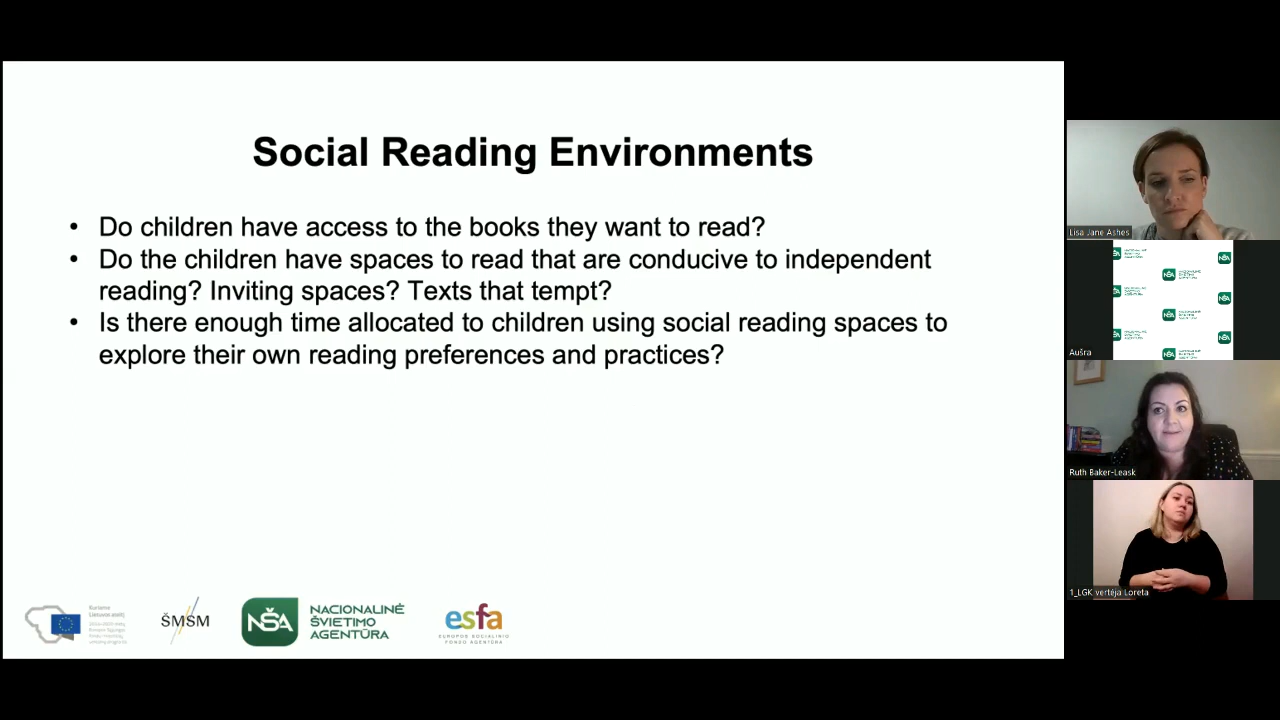 Social Reading Environments
• Do children have access to the books they want to read?
• Do the children have spaces to read that are conducive to independent
reading? Inviting spaces? Texts that tempt?
• Is there enough time allocated to children using social reading spaces to
explore their own reading preferences and practices?
Kuriame
Lietuvos ateitį
ŠMSM
NŠA
NACIONALINĖ
ŠVIETIMO
AGENTŪRA
esfa
EUROPOS SOCIALINIO
FONDO AGENTŪRA
Lisa Jane Ashes
Aušra
Ruth Baker-Leask
1_LGK vertėja Loreta